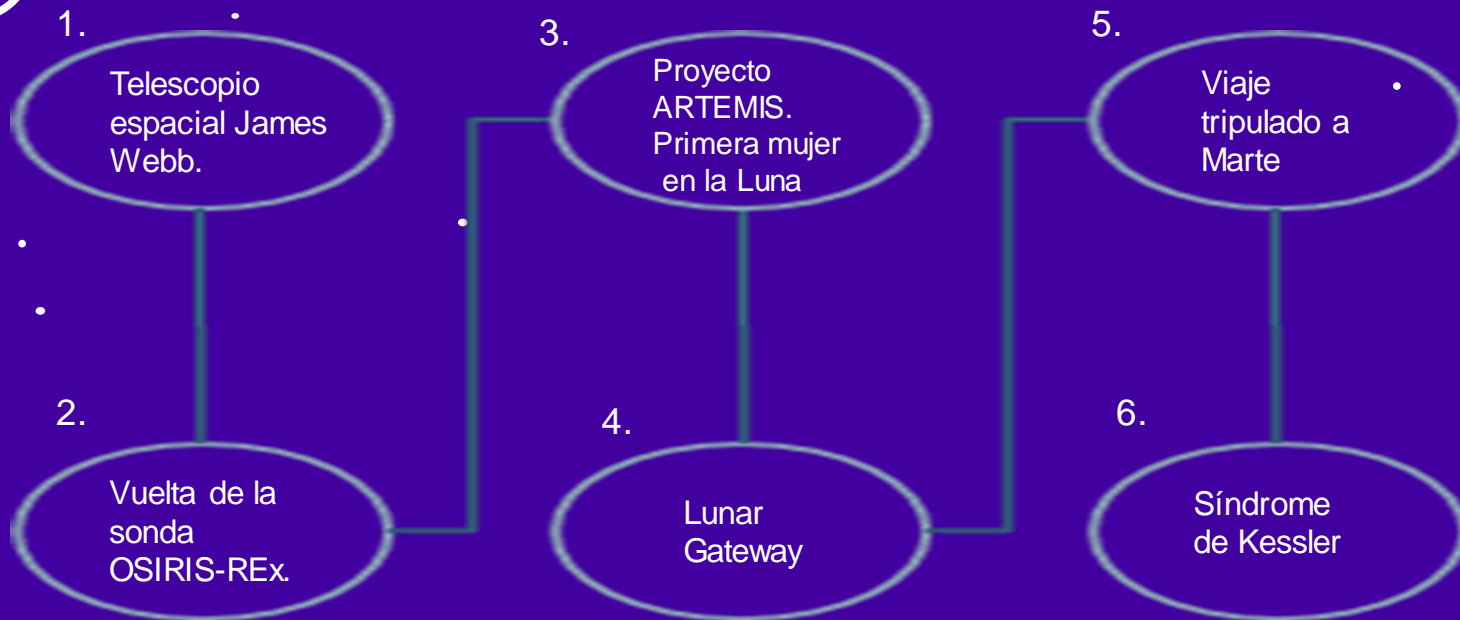 1.
Telescopio
espacial James
Webb.
2.
Vuelta de la
sonda
OSIRIS-REx.
3.
Proyecto
ARTEMIS.
Primera mujer
en la Luna
4.
Lunar
Gateway
5.
Viaje
tripulado a
Marte
6.
Síndrome
de Kessler